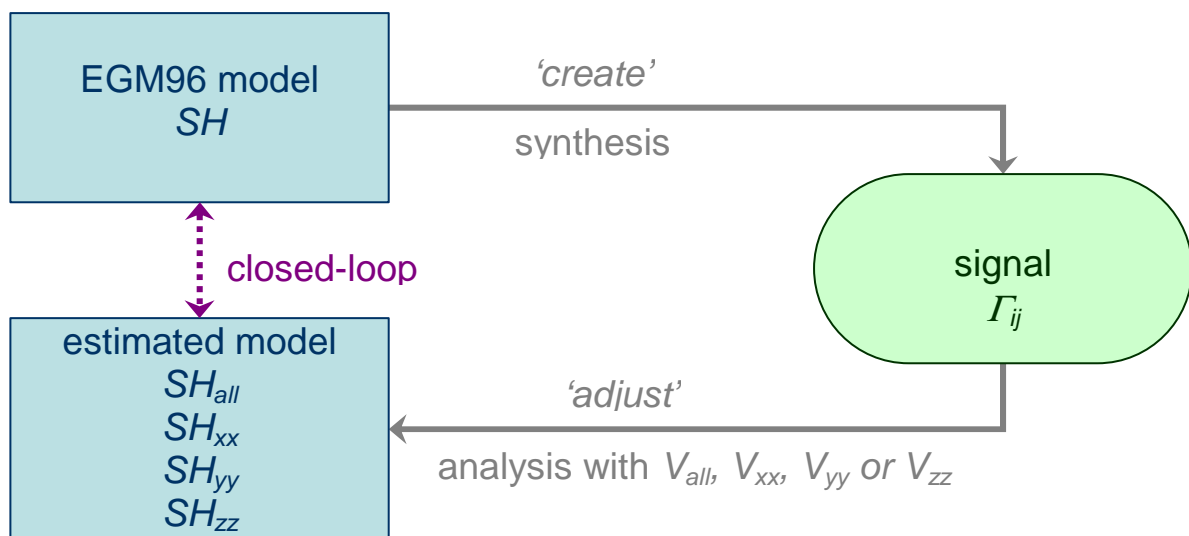 EGM96 model
SH
‘create’
synthesis
signal
Γij
closed-loop
estimated model
SHall
SHxx
SHyy
SHzz
‘adjust’
analysis with Vall, Vxx, Vyy or Vzz